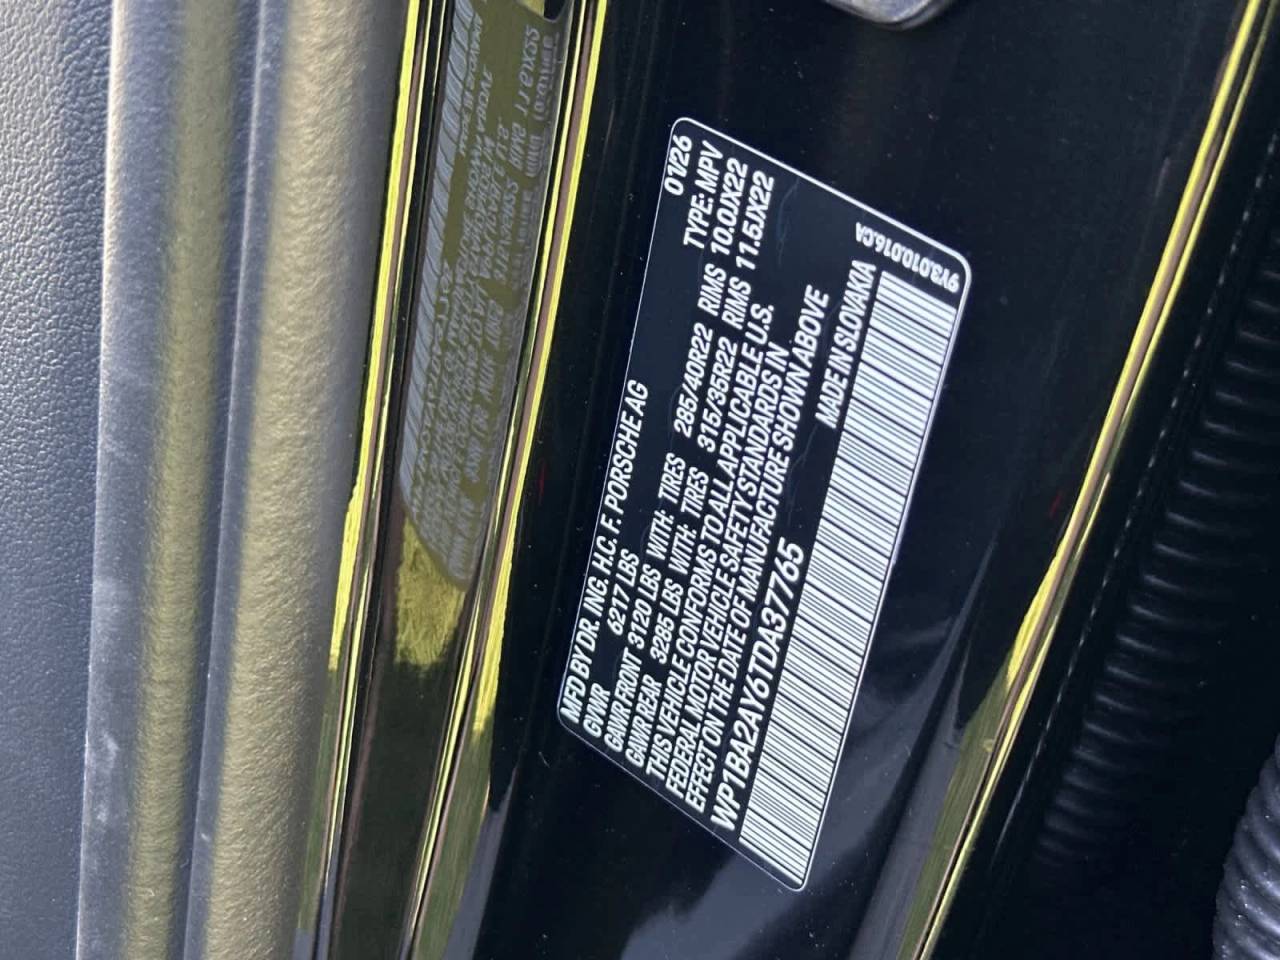 MFD BY DR. ING. H.C. F. PORSCHE AG 01/26
GVWR 6217 LBS TYPE: MPV
GAWR FRONT 3120 LBS WITH: TIRES 285/40R22 RIMS 10.0JX22
GAWR REAR 3285 LBS WITH: TIRES 315/35R22 RIMS 11.5JX22
THIS VEHICLE CONFORMS TO ALL APPLICABLE U.S.
FEDERAL MOTOR VEHICLE SAFETY STANDARDS IN
EFFECT ON THE DATE OF MANUFACTURE SHOWN ABOVE
WP1BA2AY6TDA37765 MADE IN SLOVAKIA
9V3.010.016.CA